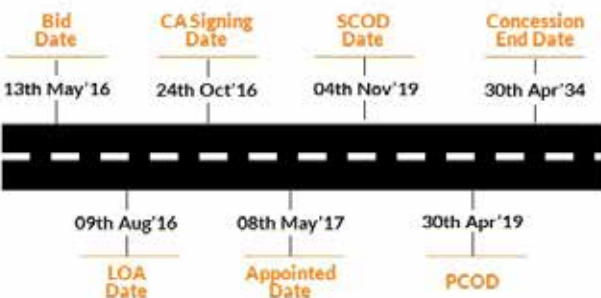 Bid
Date
13th May'16
CA Signing
Date
24th Oct'16
SCOD
Date
04th Nov'19
Concession
End Date
30th Apr'34
09th Aug'16
LOA
Date
08th May'17
Appointed
Date
30th Apr'19
PCOD